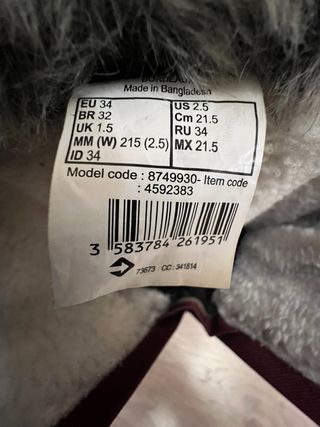 BORDEAUX
Made in Bangladesh
EU 34 US 2.5
BR 32 Cm 21.5
UK 1.5 RU 34
MM (W) 215 (2.5) MX 21.5
ID 34
Model code : 8749930- Item code
: 4592383
3 583784 261951
73673 CC : 341614